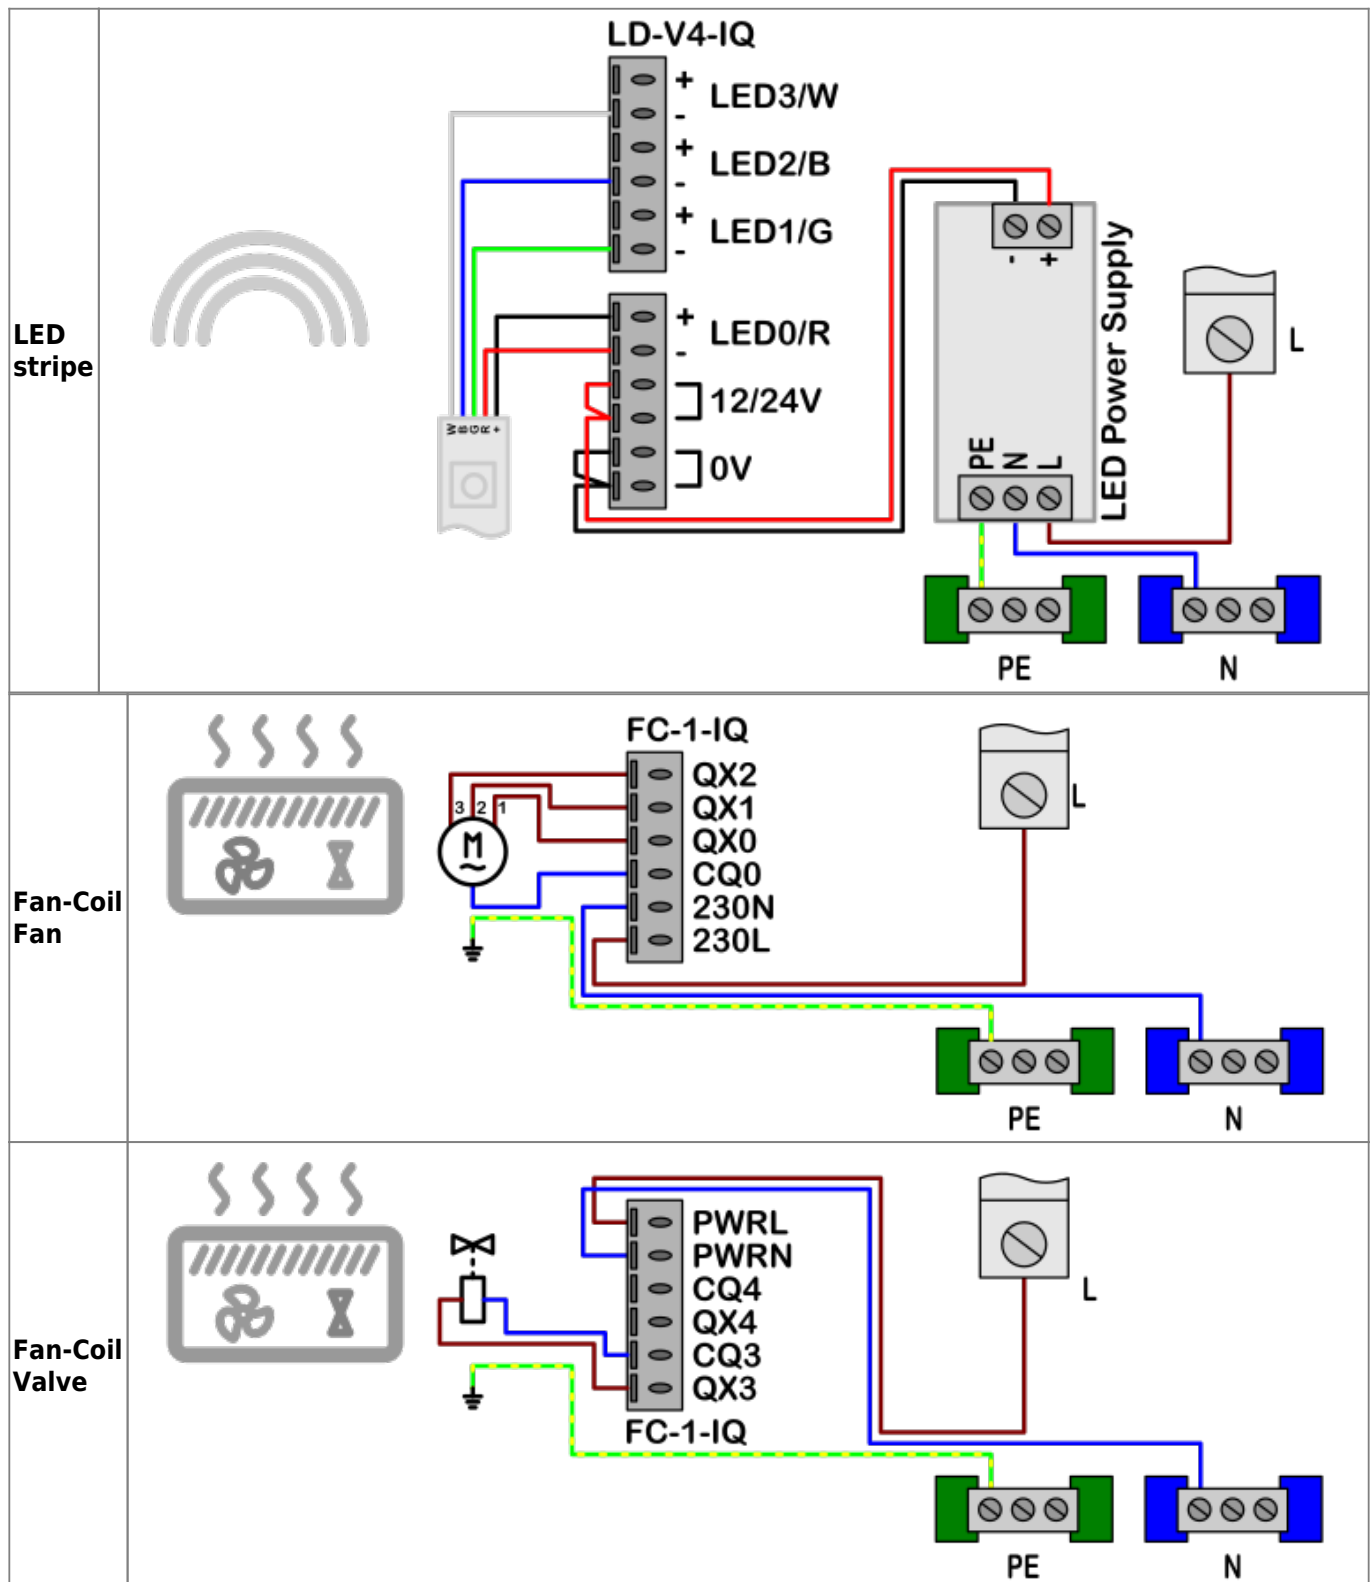 LD-V4-IQ
+
LED3/W
-
+
LED2/B
-
+
LED1/G
-
LED
stripe
+
LED0/R
-
12/24V
0V
W
B
G
R
+
- +
LED Power Supply
PE
N
L
L
PE
N
Fan-Coil
Fan
FC-1-IQ
QX2
QX1
QX0
CQ0
230N
230L
3 2 1
M
~
L
PE
N
Fan-Coil
Valve
PWRL
PWRN
CQ4
QX4
CQ3
QX3
FC-1-IQ
L
PE
N